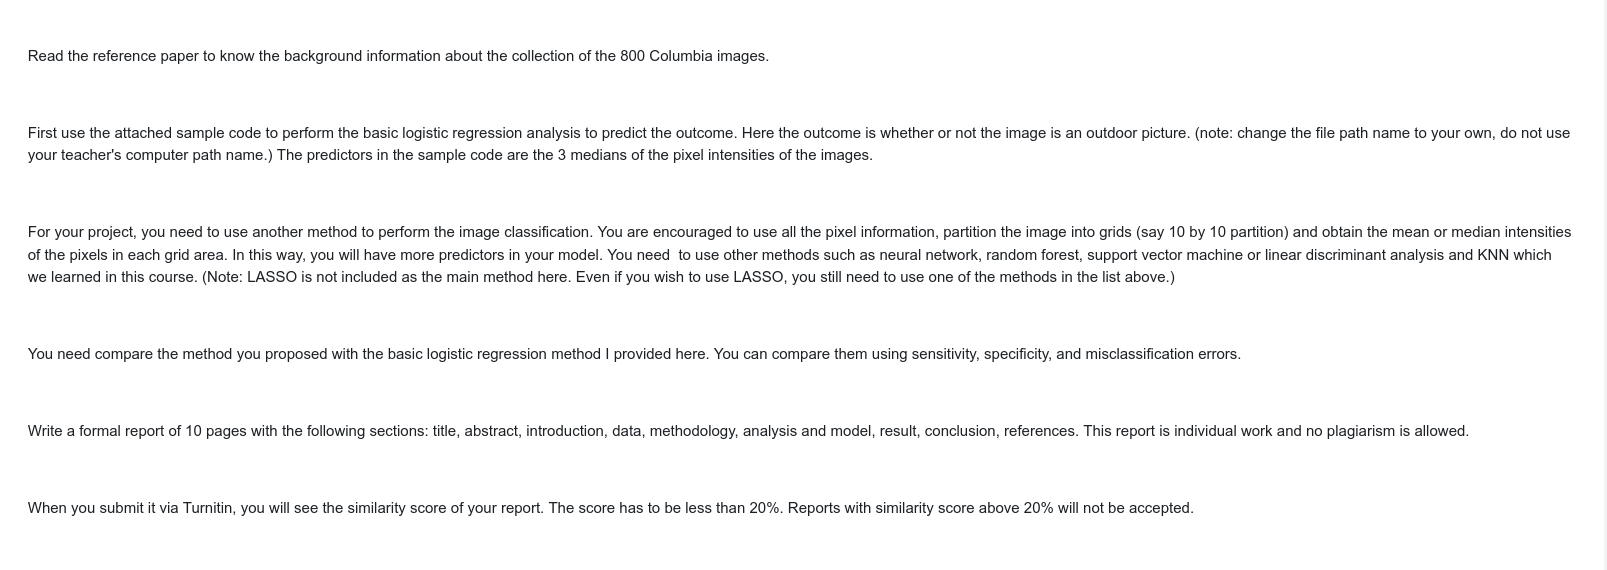 Read the reference paper to know the background information about the collection of the 800 Columbia images.
First use the attached sample code to perform the basic logistic regression analysis to predict the outcome. Here the outcome is whether or not the image is an outdoor picture. (note: change the file path name to your own, do not use
your teacher's computer path name.) The predictors in the sample code are the 3 medians of the pixel intensities of the images.
For your project, you need to use another method to perform the image classification. You are encouraged to use all the pixel information, partition the image into grids (say 10 by 10 partition) and obtain the mean or median intensities
of the pixels in each grid area. In this way, you will have more predictors in your model. You need  to use other methods such as neural network, random forest, support vector machine or linear discriminant analysis and KNN which
we learned in this course. (Note: LASSO is not included as the main method here. Even if you wish to use LASSO, you still need to use one of the methods in the list above.)
You need compare the method you proposed with the basic logistic regression method I provided here. You can compare them using sensitivity, specificity, and misclassification errors.
Write a formal report of 10 pages with the following sections: title, abstract, introduction, data, methodology, analysis and model, result, conclusion, references. This report is individual work and no plagiarism is allowed.
When you submit it via Turnitin, you will see the similarity score of your report. The score has to be less than 20%. Reports with similarity score above 20% will not be accepted.